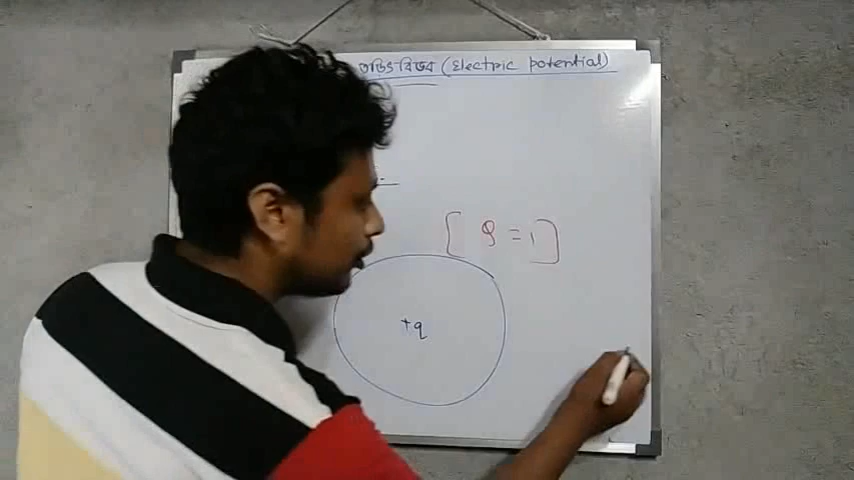 তড়িৎ বিভব (Electric potential)
[ Q = 1 ]
+q